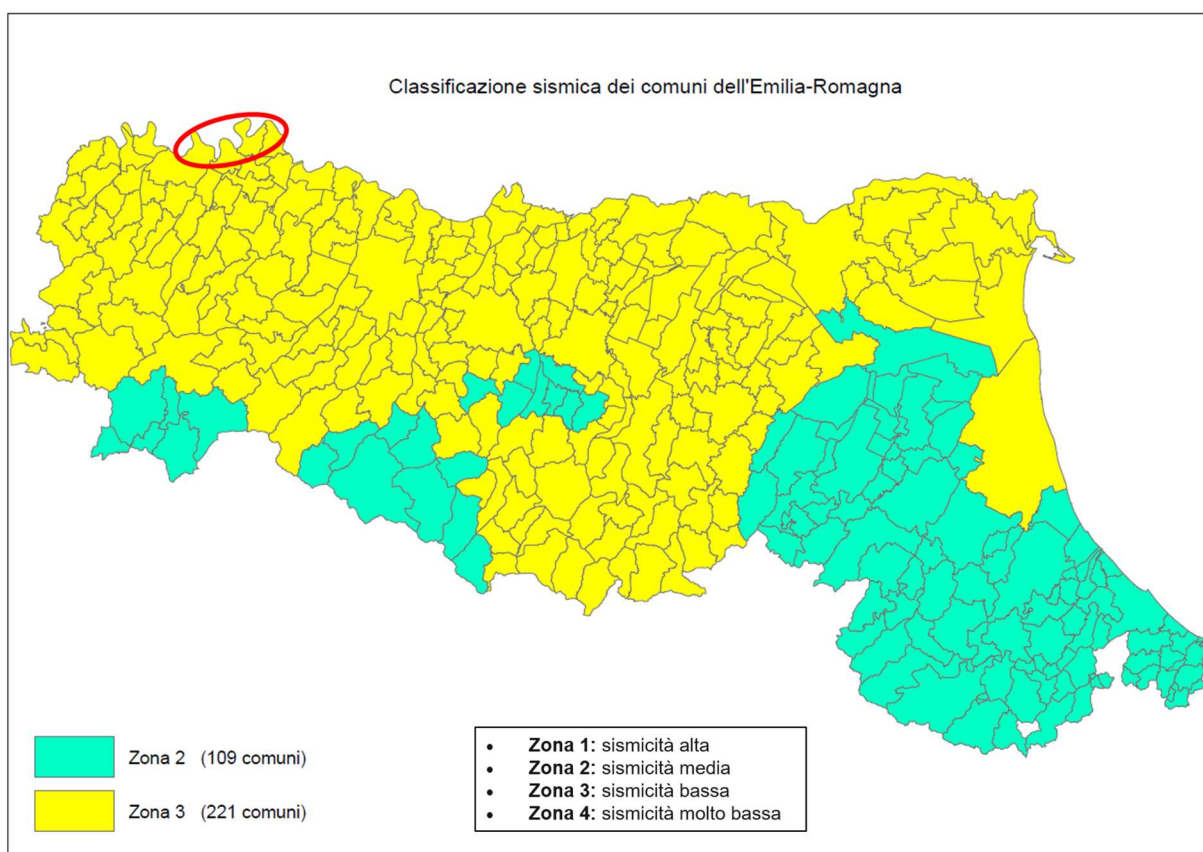 Classificazione sismica dei comuni dell'Emilia-Romagna
Zona 2 (109 comuni)
Zona 3 (221 comuni)
• Zona 1: sismicità alta
• Zona 2: sismicità media
• Zona 3: sismicità bassa
• Zona 4: sismicità molto bassa